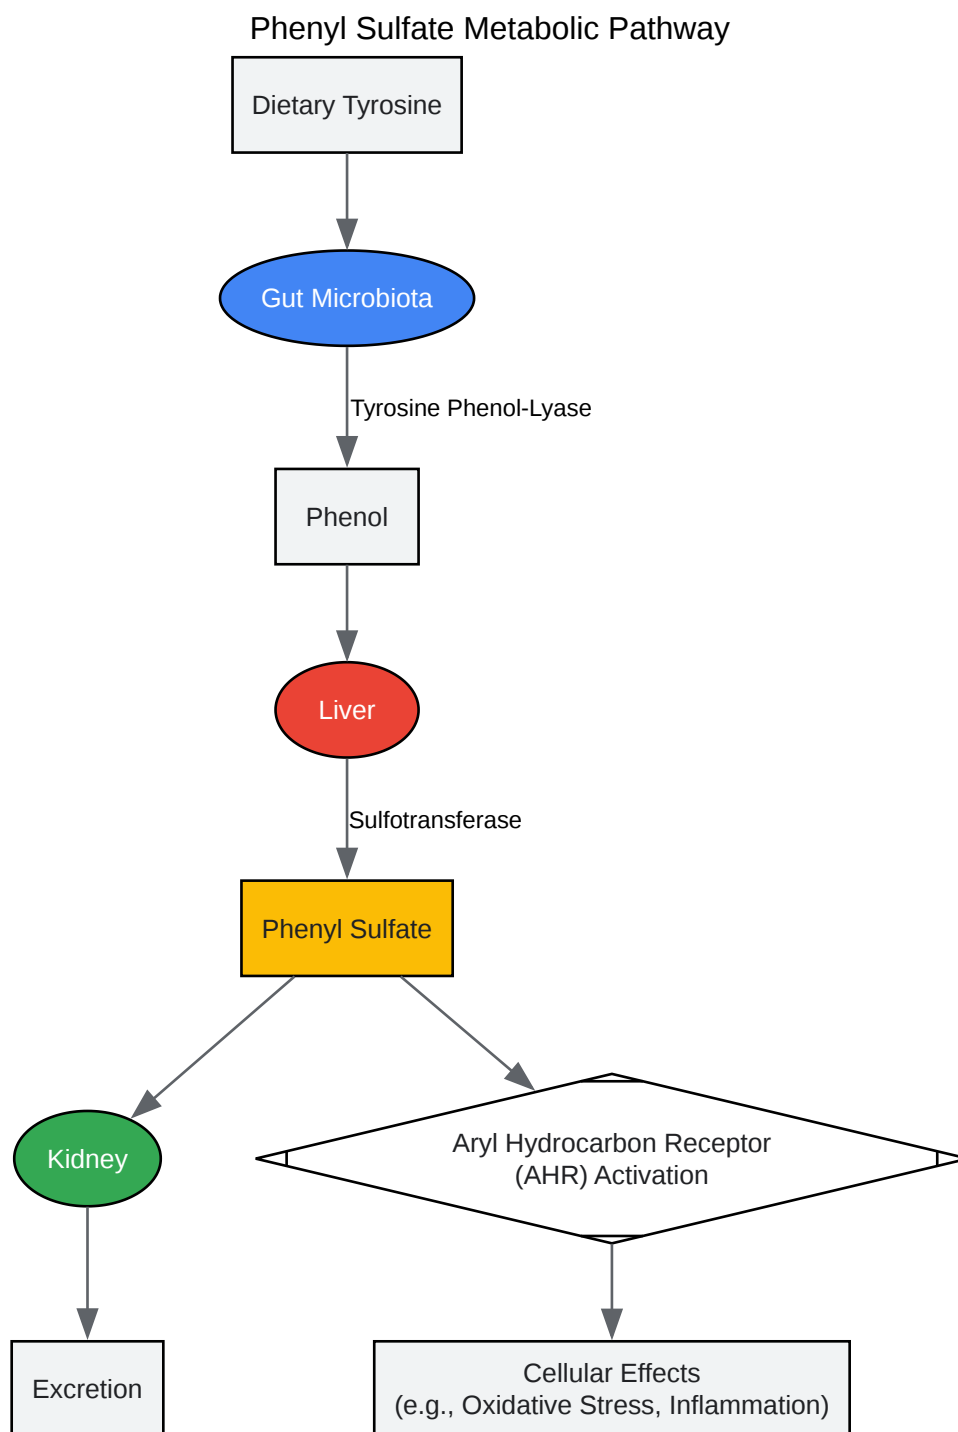 Phenyl Sulfate Metabolic Pathway
Dietary Tyrosine
Gut Microbiota
Tyrosine Phenol-Lyase
Phenol
Liver
Sulfotransferase
Phenyl Sulfate
Kidney
Aryl Hydrocarbon Receptor
(AHR) Activation
Excretion
Cellular Effects
(e.g., Oxidative Stress, Inflammation)